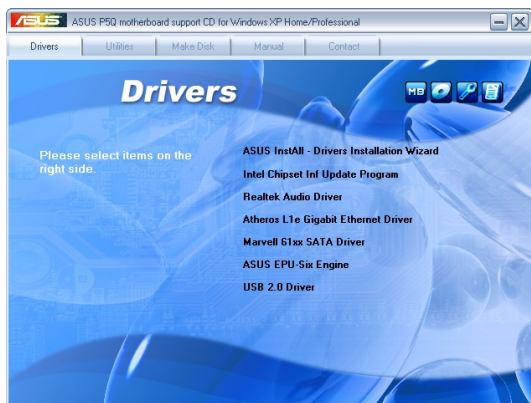 ASUS ASUS P5Q motherboard support CD for Windows XP Home/Professional
Drivers Utilities Make Disk Manual Contact
Drivers
MB
Please select items on the
right side.
ASUS InstAll - Drivers Installation Wizard
Intel Chipset Inf Update Program
Realtek Audio Driver
Atheros L1e Gigabit Ethernet Driver
Marvell 61xx SATA Driver
ASUS EPU-Six Engine
USB 2.0 Driver